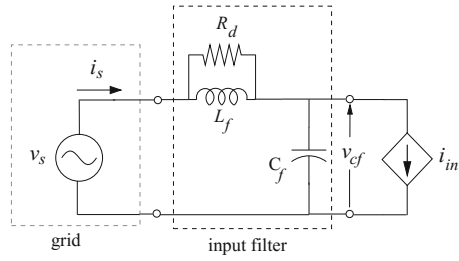 R_d
i_s
L_f
v_s
C_f
v_cf
i_in
grid
input filter